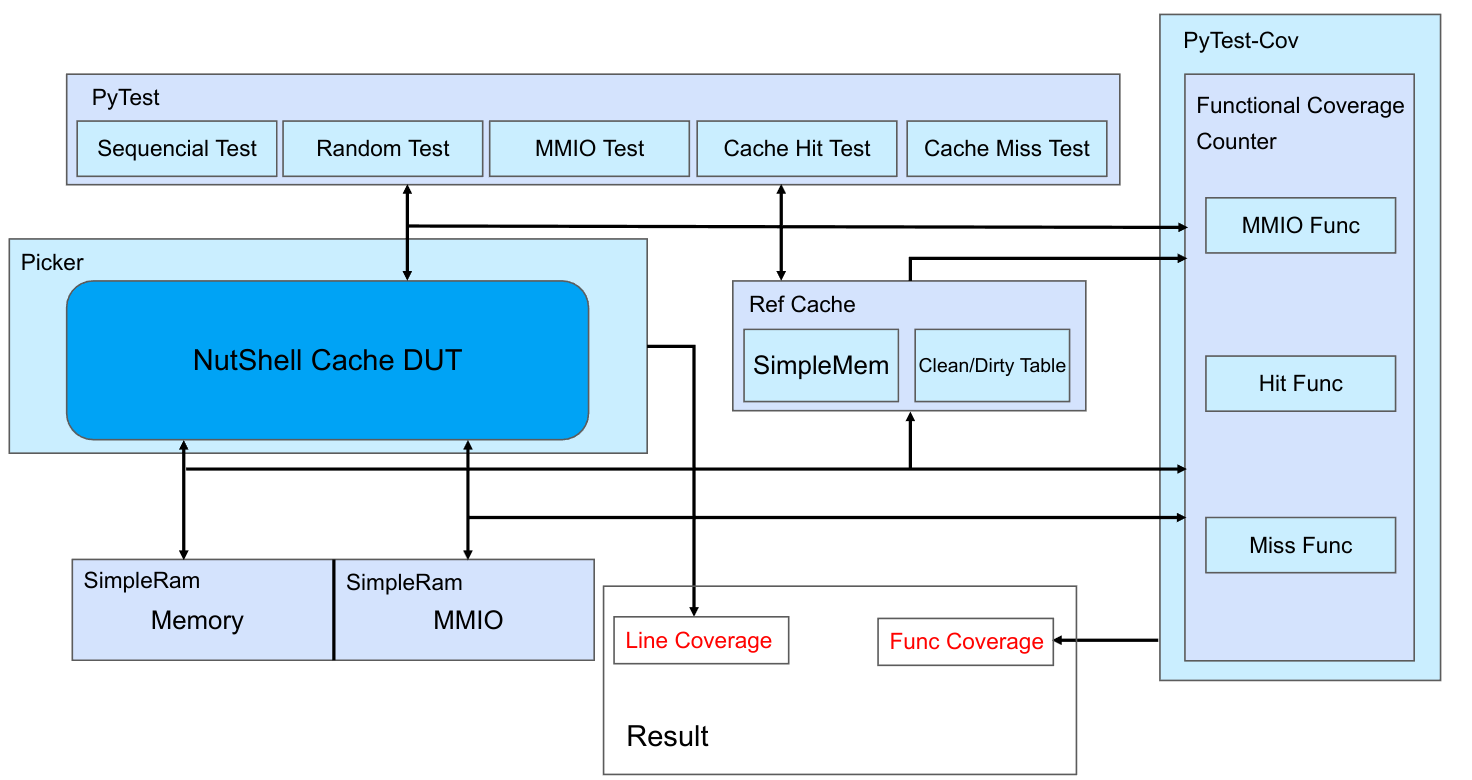 PyTest-Cov
PyTest
Functional Coverage
Counter
Sequencial Test
Random Test
MMIO Test
Cache Hit Test
Cache Miss Test
MMIO Func
Picker
Ref Cache
NutShell Cache DUT
SimpleMem
Clean/Dirty Table
Hit Func
Miss Func
SimpleRam
Memory
SimpleRam
MMIO
Line Coverage
Func Coverage
Result